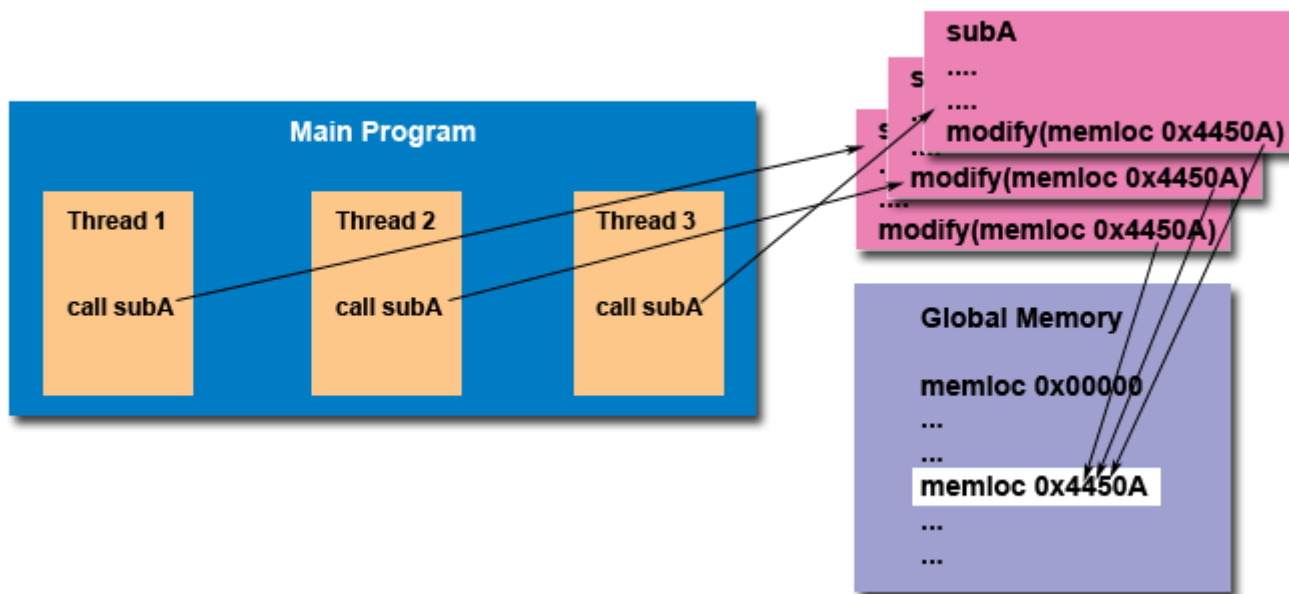 Main Program
Thread 1
call subA
Thread 2
call subA
Thread 3
call subA
subA
....
....
modify(memloc 0x4450A)
s
..
....
modify(memloc 0x4450A)
s
.
....
modify(memloc 0x4450A)
Global Memory
memloc 0x00000
...
...
memloc 0x4450A
...
...